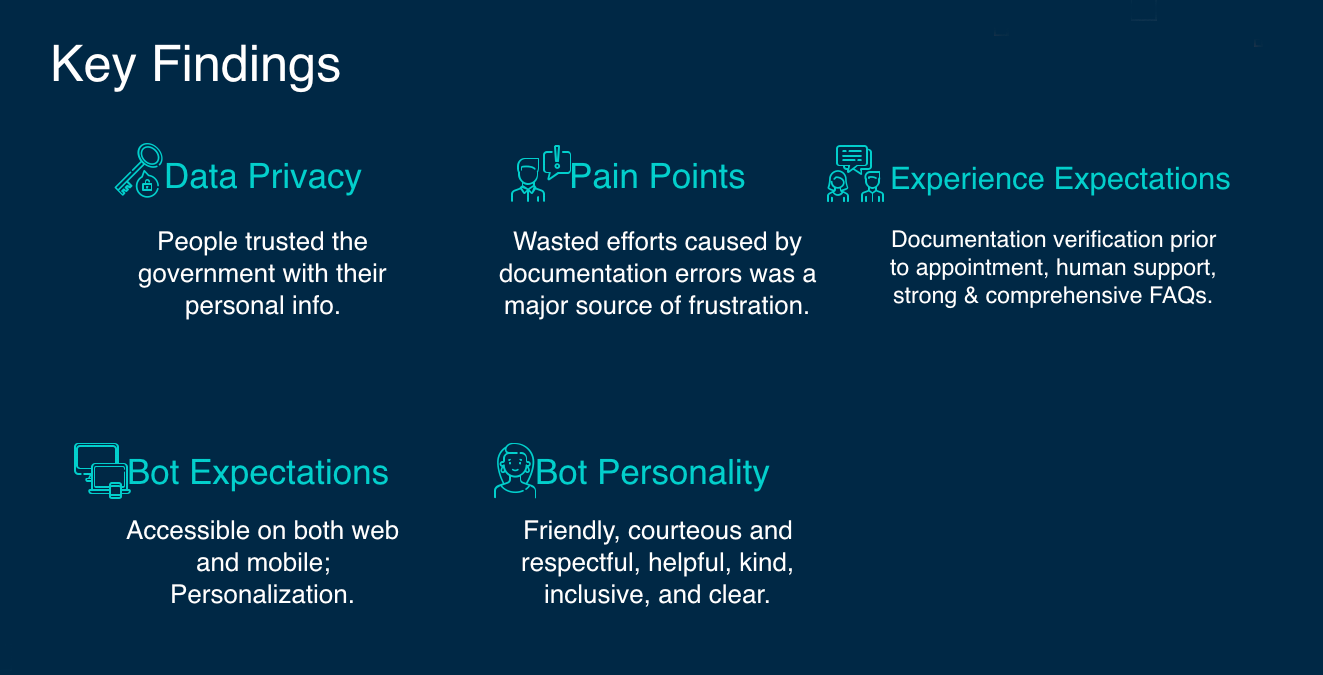 Key Findings
Data Privacy
People trusted the
government with their
personal info.
Pain Points
Wasted efforts caused by
documentation errors was a
major source of frustration.
Experience Expectations
Documentation verification prior
to appointment, human support,
strong & comprehensive FAQs.
Bot Expectations
Accessible on both web
and mobile;
Personalization.
Bot Personality
Friendly, courteous and
respectful, helpful, kind,
inclusive, and clear.